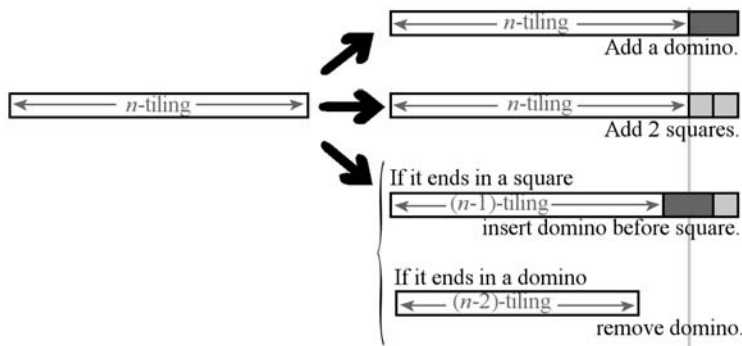 n-tiling
Add a domino.
n-tiling
n-tiling
Add 2 squares.
If it ends in a square
(n-1)-tiling
insert domino before square.
If it ends in a domino
(n-2)-tiling
remove domino.